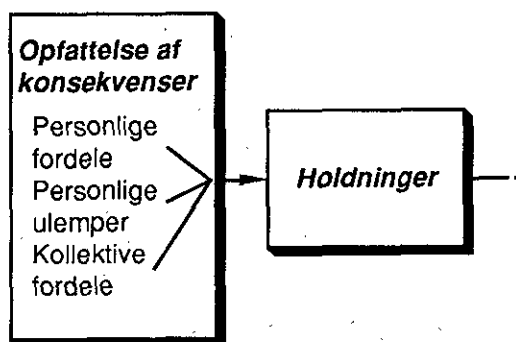 Opfattelse af
konsekvenser
Personlige
fordele
Personlige
ulemper
Kollektive
fordele
Holdninger